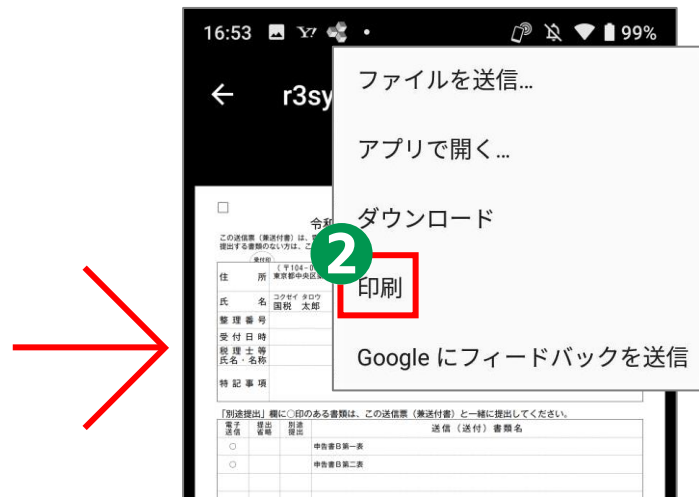 16:53 Y! 99%
r3sy
ファイルを送信...
アプリで開く...
ダウンロード
2
印刷
Google にフィードバックを送信
令和
この送信票（兼送付書）は、
提出する書類のない方は、こ
受付印
住 所
（〒104-0
東京都中央区
氏 名
コクゼイ タロウ
国税 太郎
整理番号
受付日時
税理士等
氏名・名称
特記事項
「別途提出」欄に○印のある書類は、この送信票（兼送付書）と一緒に提出してください。
電子送信 提出省略 別途提出 送信（送付）書類名
○ 申告書B第一表
○ 申告書B第二表